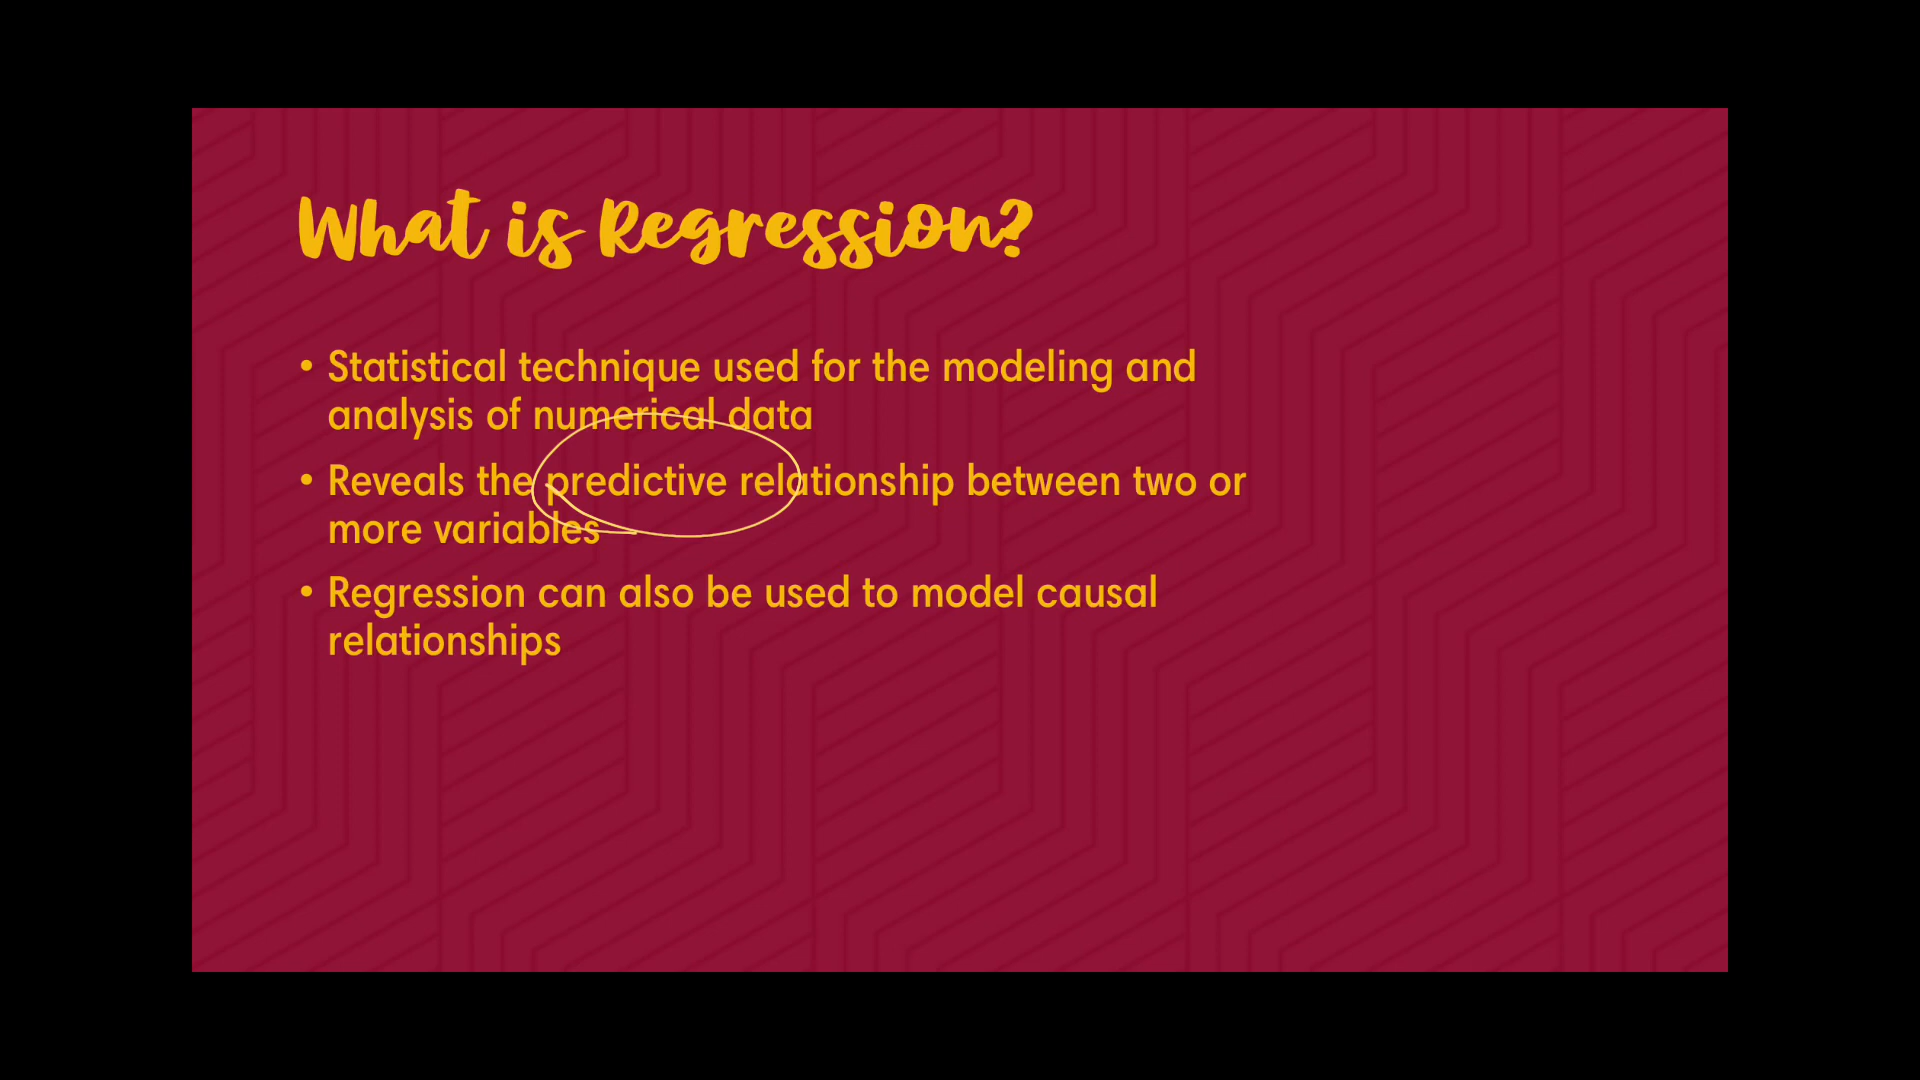 What is Regression?
• Statistical technique used for the modeling and
analysis of numerical data
• Reveals the predictive relationship between two or
more variables
• Regression can also be used to model causal
relationships